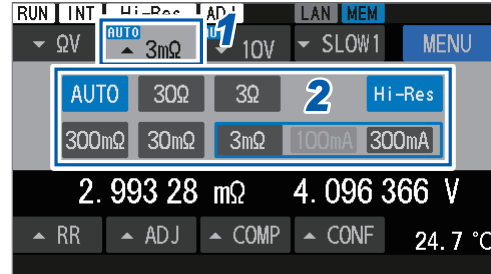 RUN INT Hi-Res ADJ LAN MEM
ΩV AUTO 3mΩ 1 10V SLOW1 MENU
AUTO 30Ω 3Ω 2 Hi-Res
300mΩ 30mΩ 3mΩ 100mA 300mA
2.993 28 mΩ 4.096 366 V
RR ADJ COMP CONF 24.7 °C